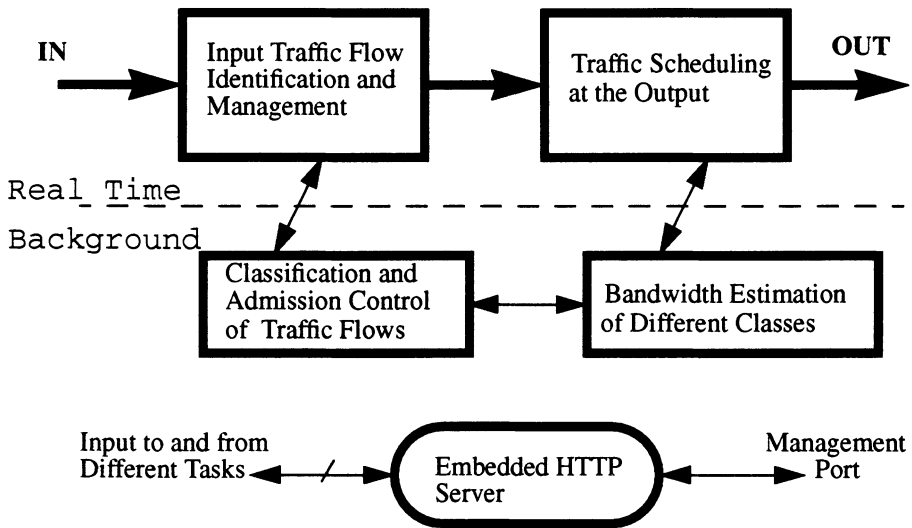 IN
Input Traffic Flow
Identification and
Management
Traffic Scheduling
at the Output
OUT
Real Time
Background
Classification and
Admission Control
of Traffic Flows
Bandwidth Estimation
of Different Classes
Input to and from
Different Tasks
Embedded HTTP
Server
Management
Port